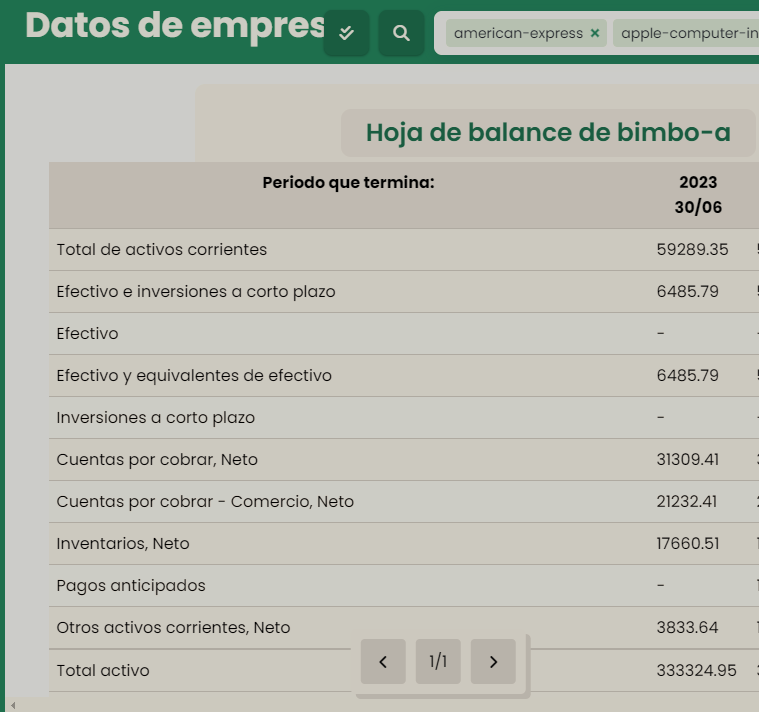 Datos de empres
american-express × apple-computer-in
Hoja de balance de bimbo-a
Periodo que termina: 2023
30/06
Total de activos corrientes 59289.35
Efectivo e inversiones a corto plazo 6485.79
Efectivo -
Efectivo y equivalentes de efectivo 6485.79
Inversiones a corto plazo -
Cuentas por cobrar, Neto 31309.41
Cuentas por cobrar - Comercio, Neto 21232.41
Inventarios, Neto 17660.51
Pagos anticipados -
Otros activos corrientes, Neto 3833.64
1/1
Total activo 333324.95